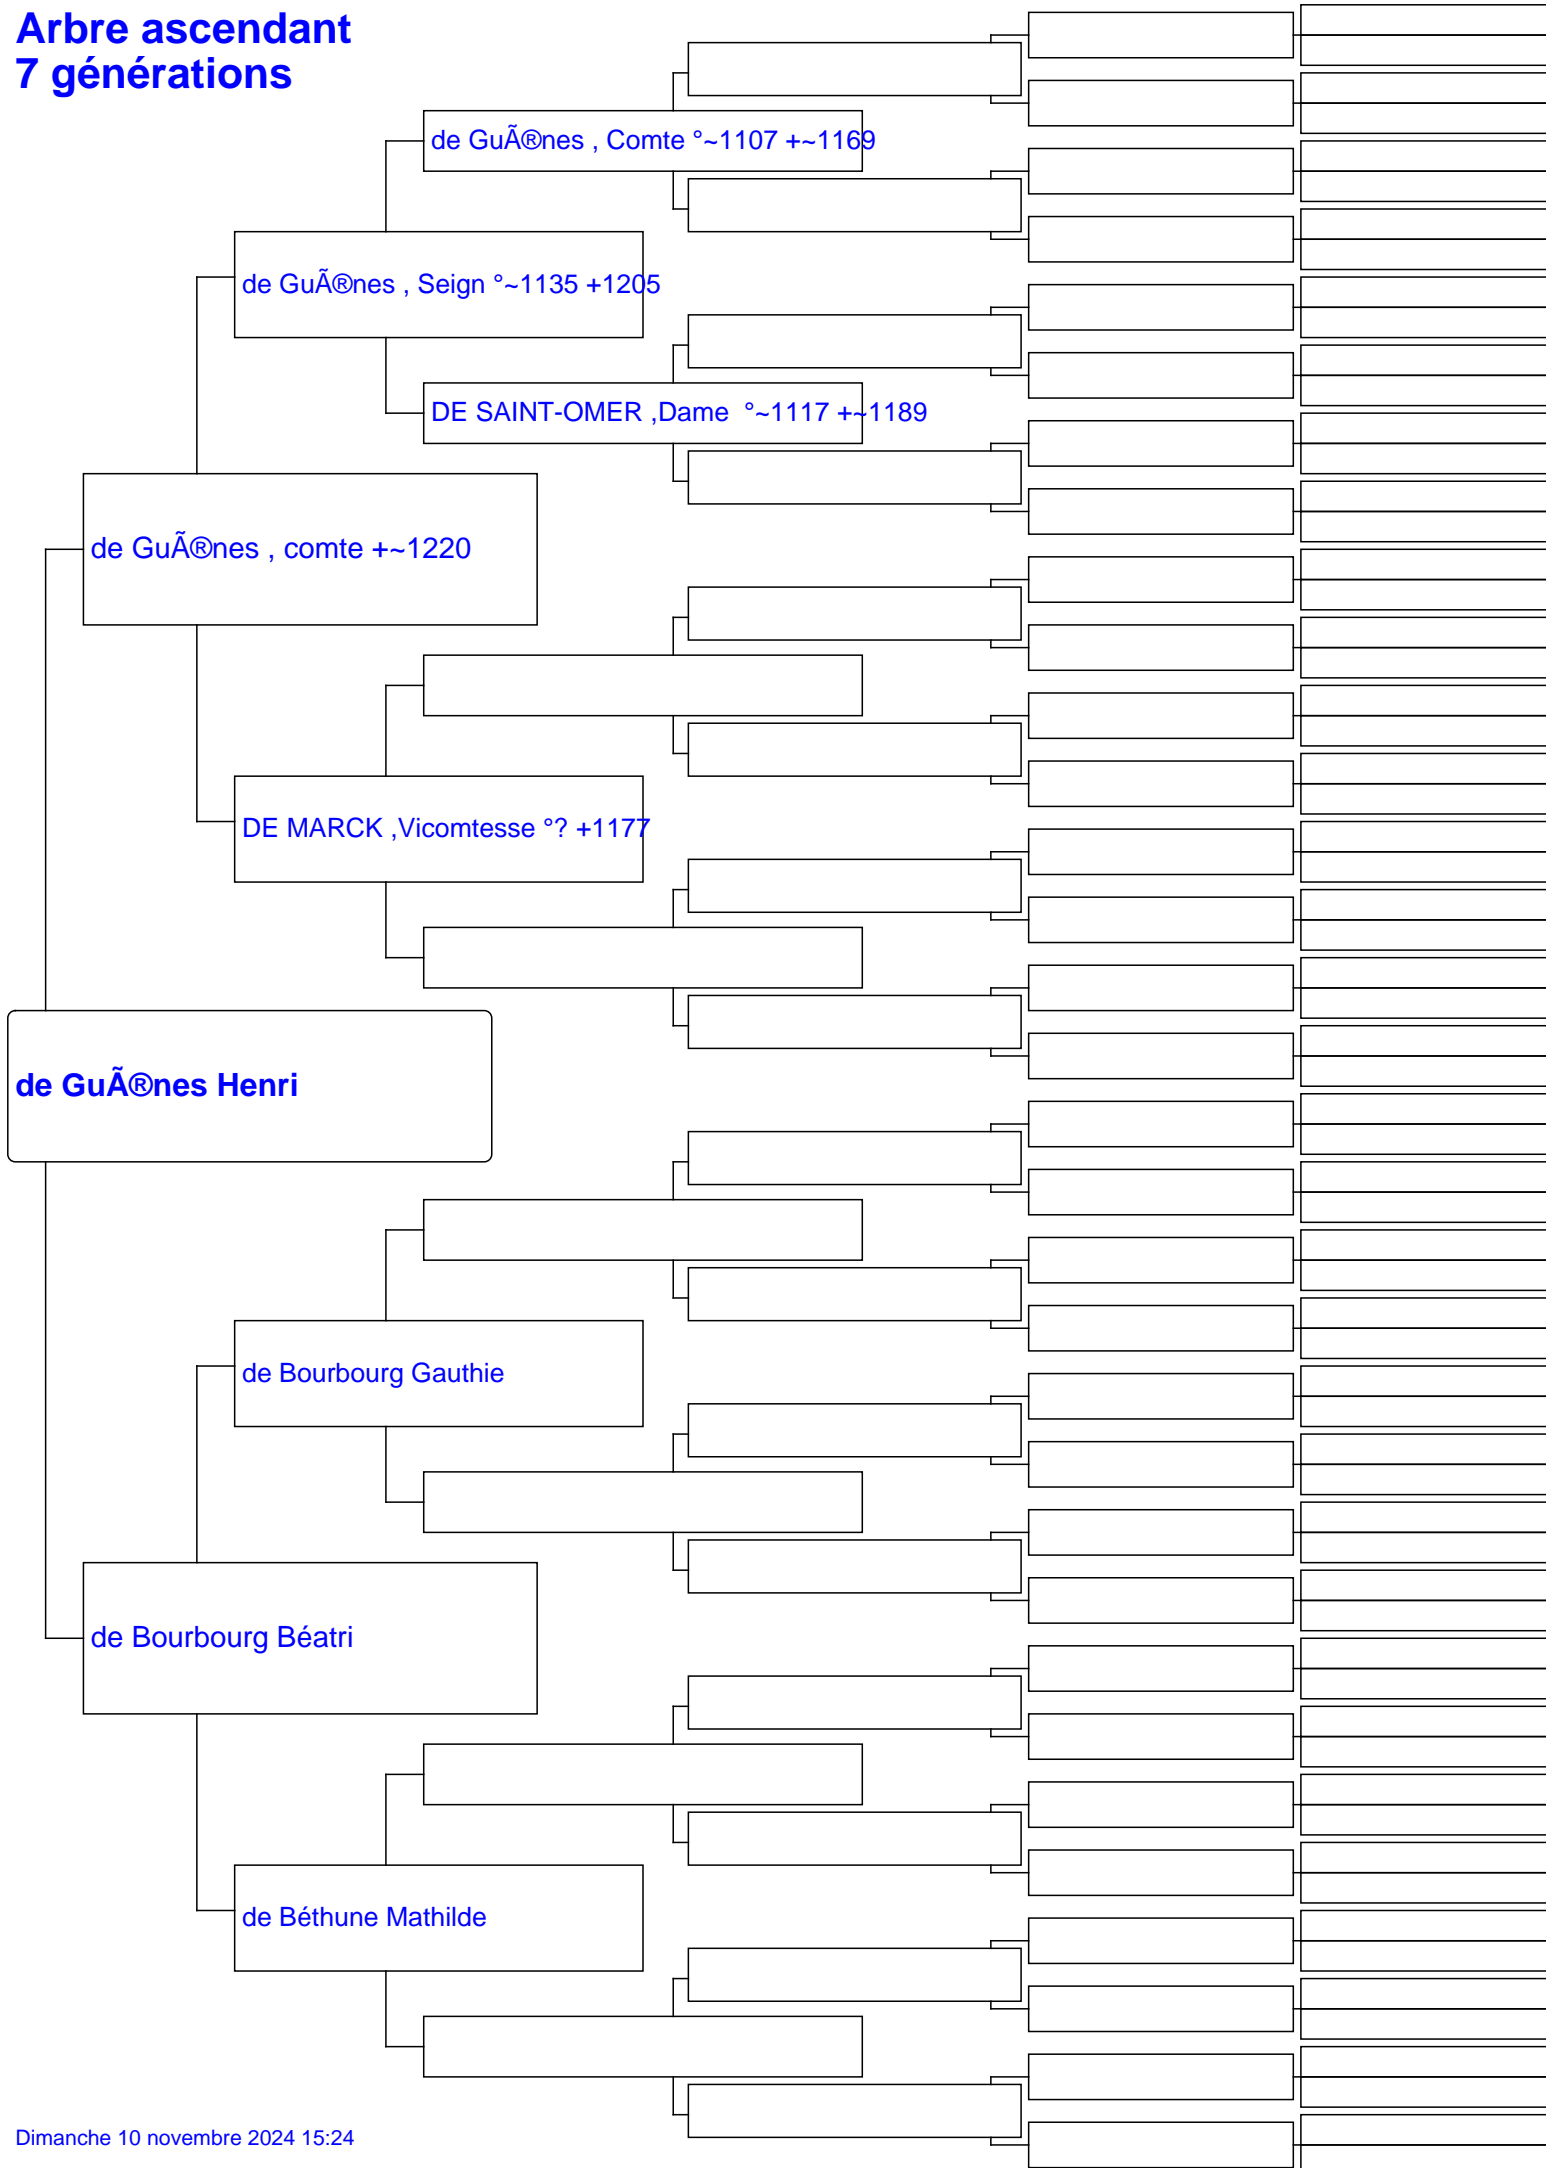 Arbre ascendant
7 générations
de GuÃ®nes , Comte °~1107 +~1169
de GuÃ®nes , Seign °~1135 +1205
DE SAINT-OMER ,Dame  °~1117 +~1189
de GuÃ®nes , comte +~1220
DE MARCK ,Vicomtesse °? +1177
de GuÃ®nes Henri
de Bourbourg Gauthie
de Bourbourg Béatri
de Béthune Mathilde
Dimanche 10 novembre 2024 15:24